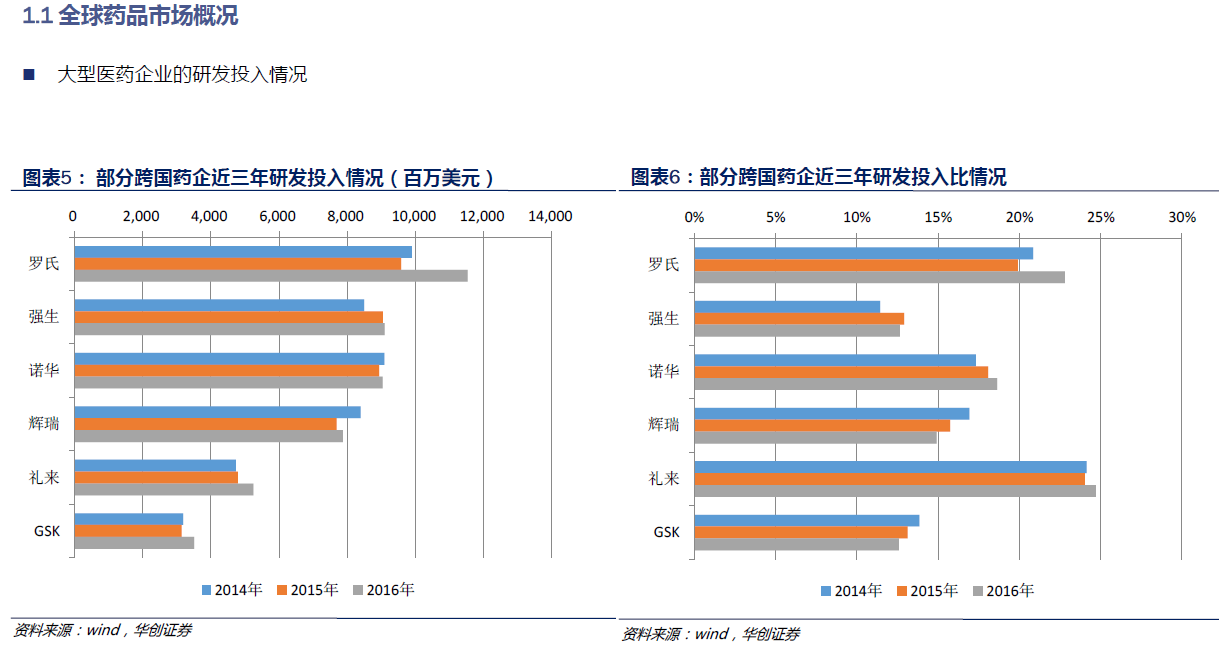 1.1 全球药品市场概况
■ 大型医药企业的研发投入情况
图表5： 部分跨国药企近三年研发投入情况（百万美元）
0 2,000 4,000 6,000 8,000 10,000 12,000 14,000
罗氏
强生
诺华
辉瑞
礼来
GSK
2014年 2015年 2016年
资料来源：wind，华创证券
图表6：部分跨国药企近三年研发投入比情况
0% 5% 10% 15% 20% 25% 30%
罗氏
强生
诺华
辉瑞
礼来
GSK
2014年 2015年 2016年
资料来源：wind，华创证券